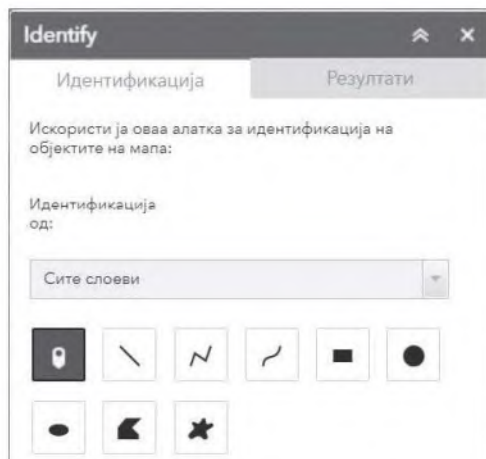 Identify
Идентификација
Резултати
Искористи ја оваа алатка за идентификација на
објектите на мапа:
Идентификација
од:
Сите слоеви